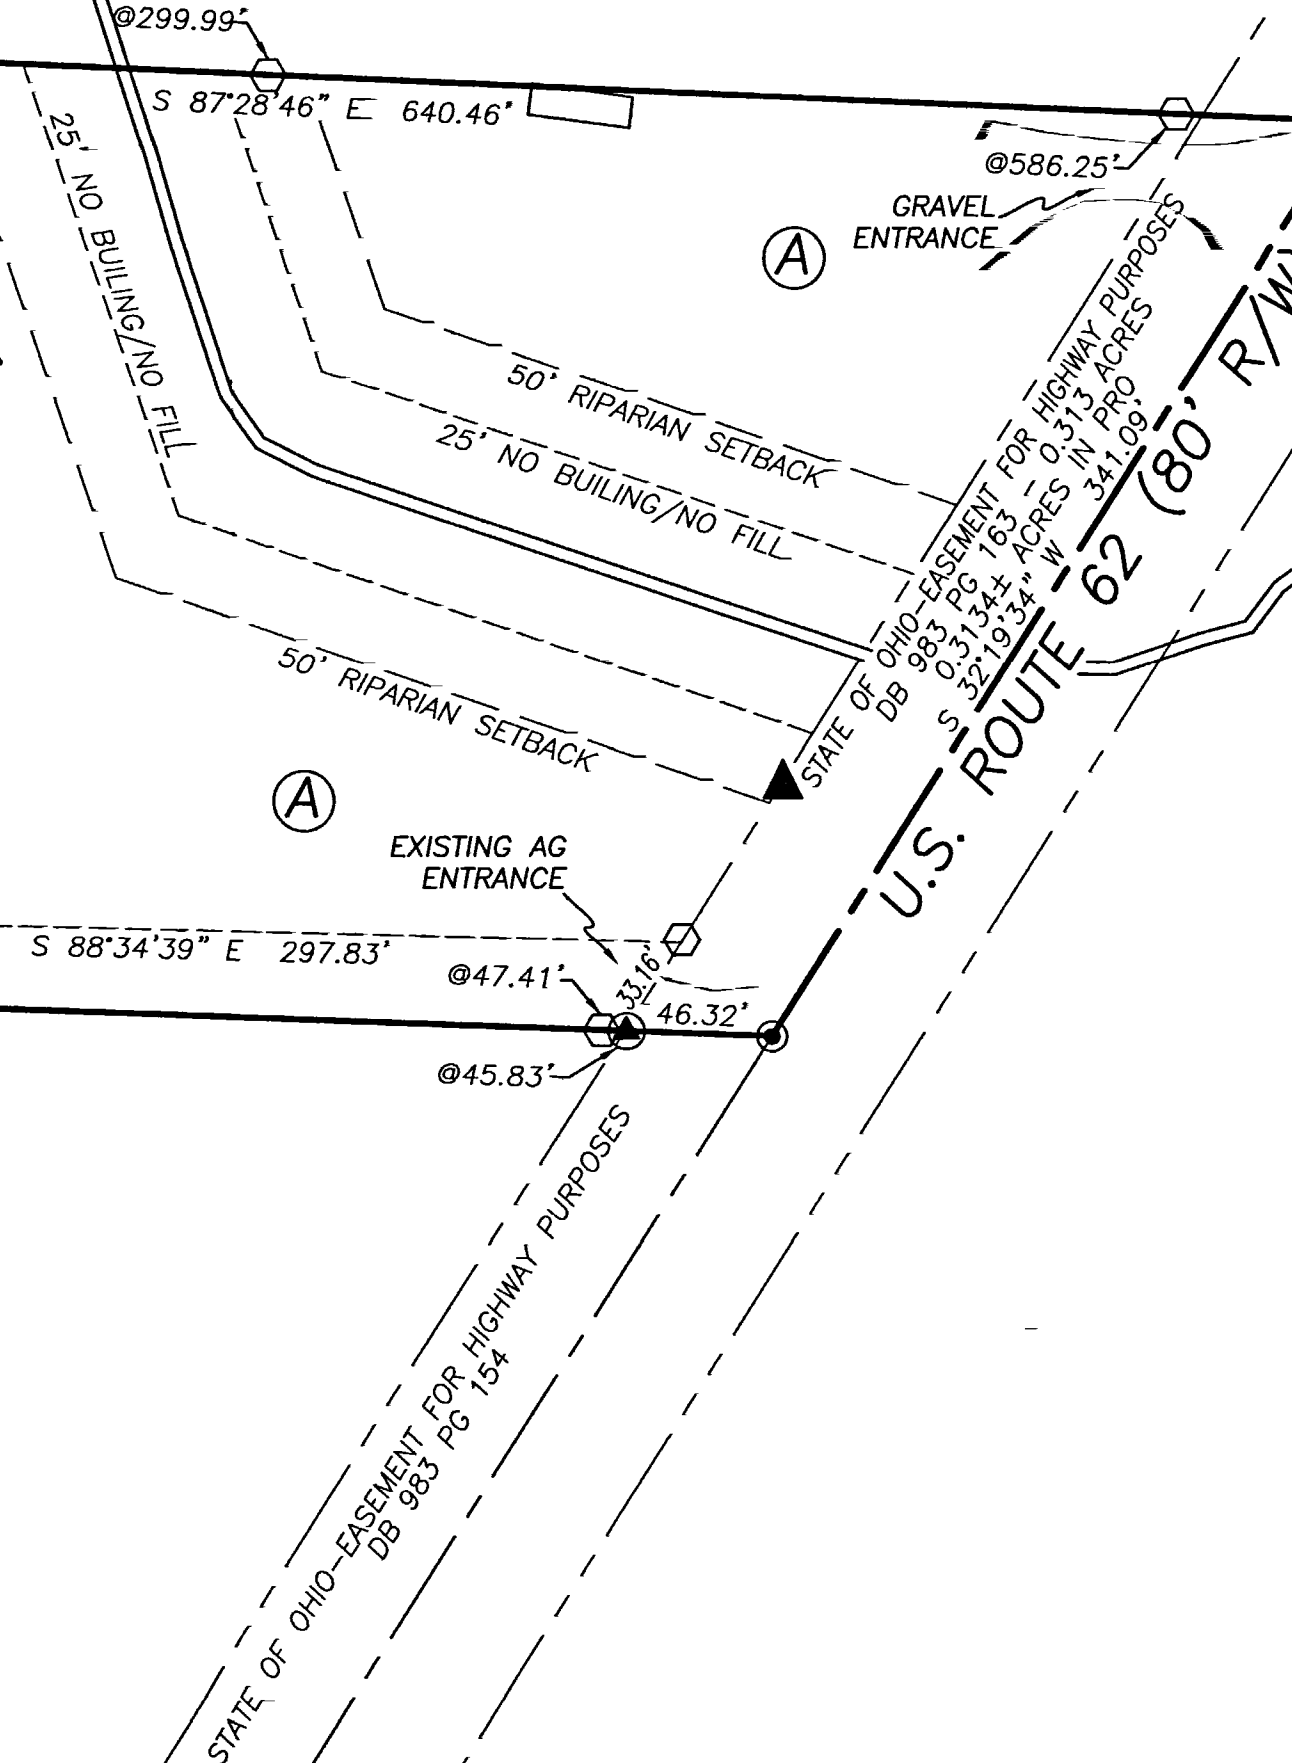 @299.99'
S 87°28'46" E 640.46'
@586.25'
GRAVEL
ENTRANCE
A
25' NO BUILING/NO FILL
50' RIPARIAN SETBACK
25' NO BUILING/NO FILL
STATE OF OHIO-EASEMENT FOR HIGHWAY PURPOSES
DB 983 PG 163 - 0.313 ACRES
0.3134± ACRES IN PRO
S 32°19'34" W 341.09'
U.S. ROUTE 62 (80' R/W)
50' RIPARIAN SETBACK
A
EXISTING AG
ENTRANCE
S 88°34'39" E 297.83'
@47.41'
33.16'
46.32'
@45.83'
STATE OF OHIO-EASEMENT FOR HIGHWAY PURPOSES
DB 983 PG 154